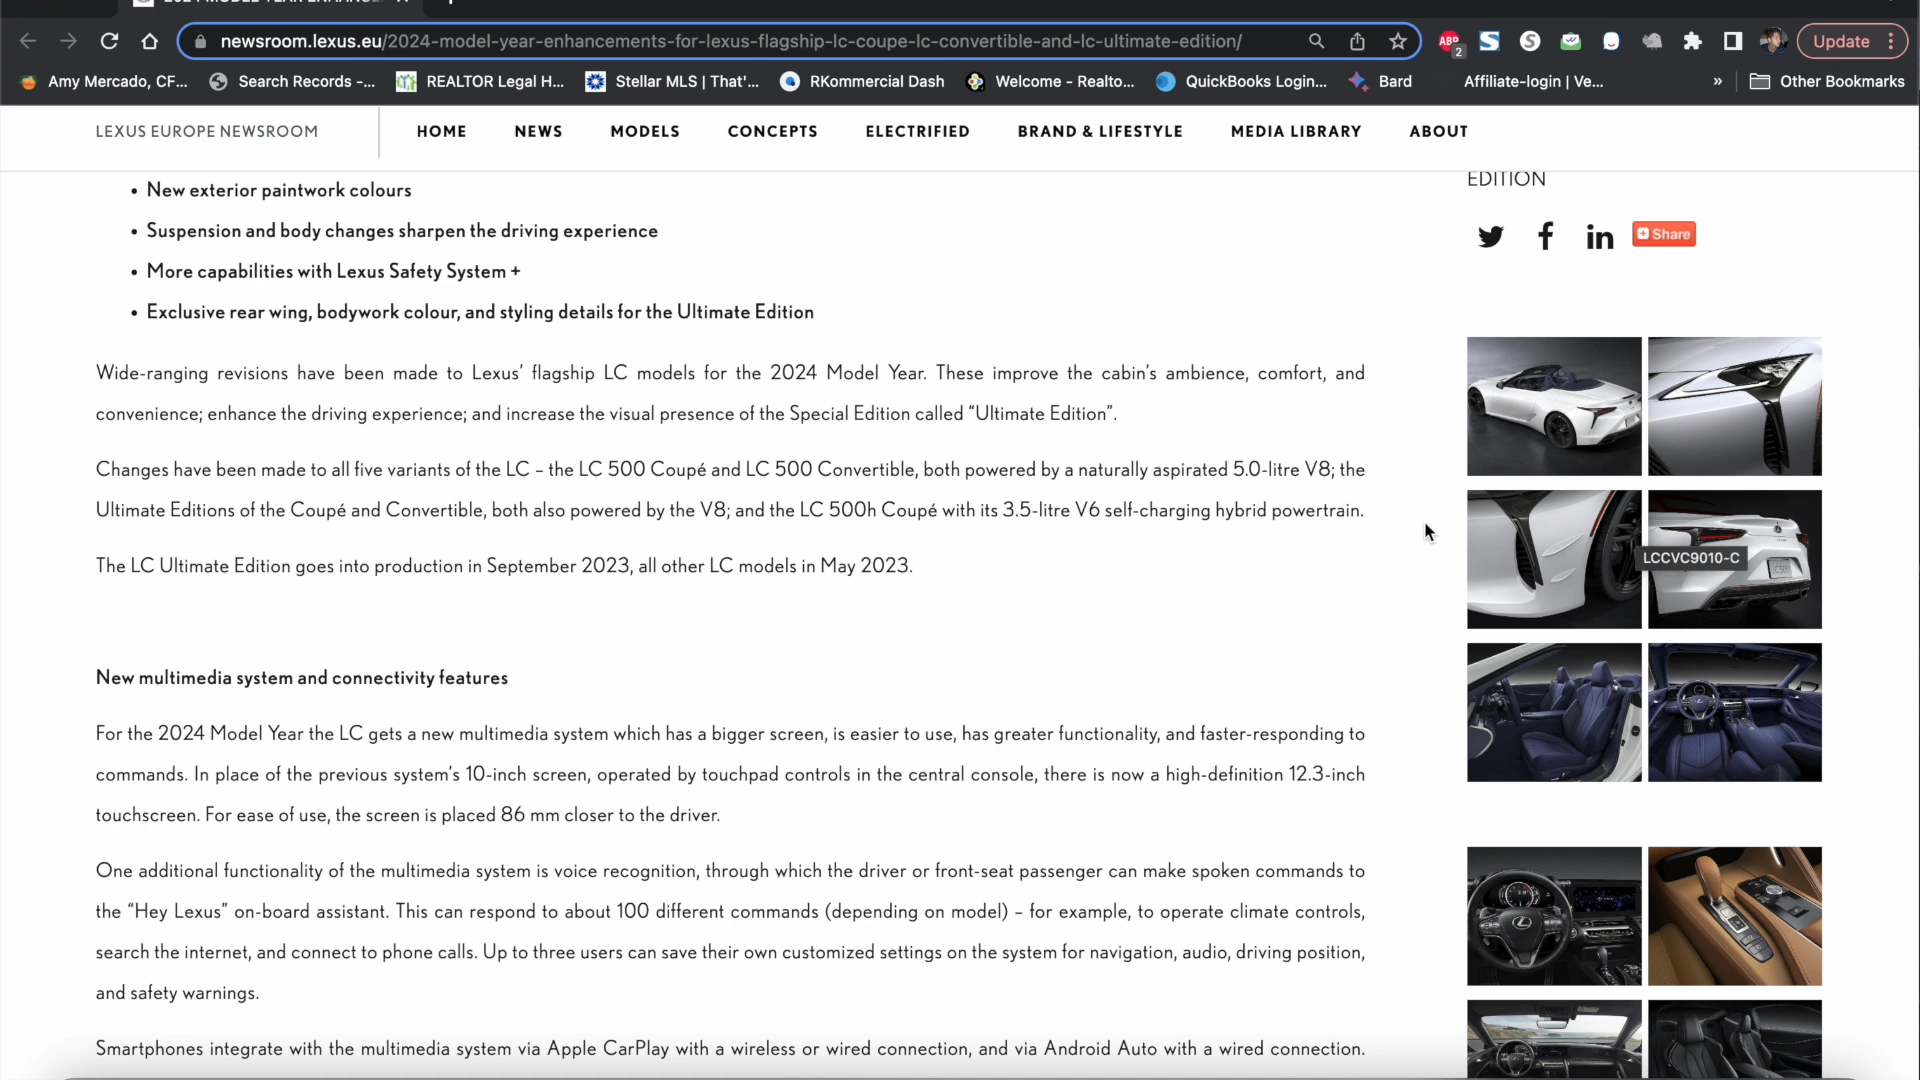 newsroom.lexus.eu/2024-model-year-enhancements-for-lexus-flagship-lc-coupe-lc-convertible-and-lc-ultimate-edition/
ABP 2
Update
Amy Mercado, CF...
Search Records -...
REALTOR Legal H...
Stellar MLS | That'...
RKommercial Dash
Welcome - Realto...
QuickBooks Login...
Bard
Affiliate-login | Ve...
»
Other Bookmarks
LEXUS EUROPE NEWSROOM
HOME
NEWS
MODELS
CONCEPTS
ELECTRIFIED
BRAND & LIFESTYLE
MEDIA LIBRARY
ABOUT
• New exterior paintwork colours
• Suspension and body changes sharpen the driving experience
• More capabilities with Lexus Safety System +
• Exclusive rear wing, bodywork colour, and styling details for the Ultimate Edition
Wide-ranging revisions have been made to Lexus’ flagship LC models for the 2024 Model Year. These improve the cabin’s ambience, comfort, and
convenience; enhance the driving experience; and increase the visual presence of the Special Edition called “Ultimate Edition”.
Changes have been made to all five variants of the LC – the LC 500 Coupé and LC 500 Convertible, both powered by a naturally aspirated 5.0-litre V8; the
Ultimate Editions of the Coupé and Convertible, both also powered by the V8; and the LC 500h Coupé with its 3.5-litre V6 self-charging hybrid powertrain.
The LC Ultimate Edition goes into production in September 2023, all other LC models in May 2023.
New multimedia system and connectivity features
For the 2024 Model Year the LC gets a new multimedia system which has a bigger screen, is easier to use, has greater functionality, and faster-responding to
commands. In place of the previous system’s 10-inch screen, operated by touchpad controls in the central console, there is now a high-definition 12.3-inch
touchscreen. For ease of use, the screen is placed 86 mm closer to the driver.
One additional functionality of the multimedia system is voice recognition, through which the driver or front-seat passenger can make spoken commands to
the “Hey Lexus” on-board assistant. This can respond to about 100 different commands (depending on model) – for example, to operate climate controls,
search the internet, and connect to phone calls. Up to three users can save their own customized settings on the system for navigation, audio, driving position,
and safety warnings.
Smartphones integrate with the multimedia system via Apple CarPlay with a wireless or wired connection, and via Android Auto with a wired connection.
EDITION
Share
LCCVC9010-C